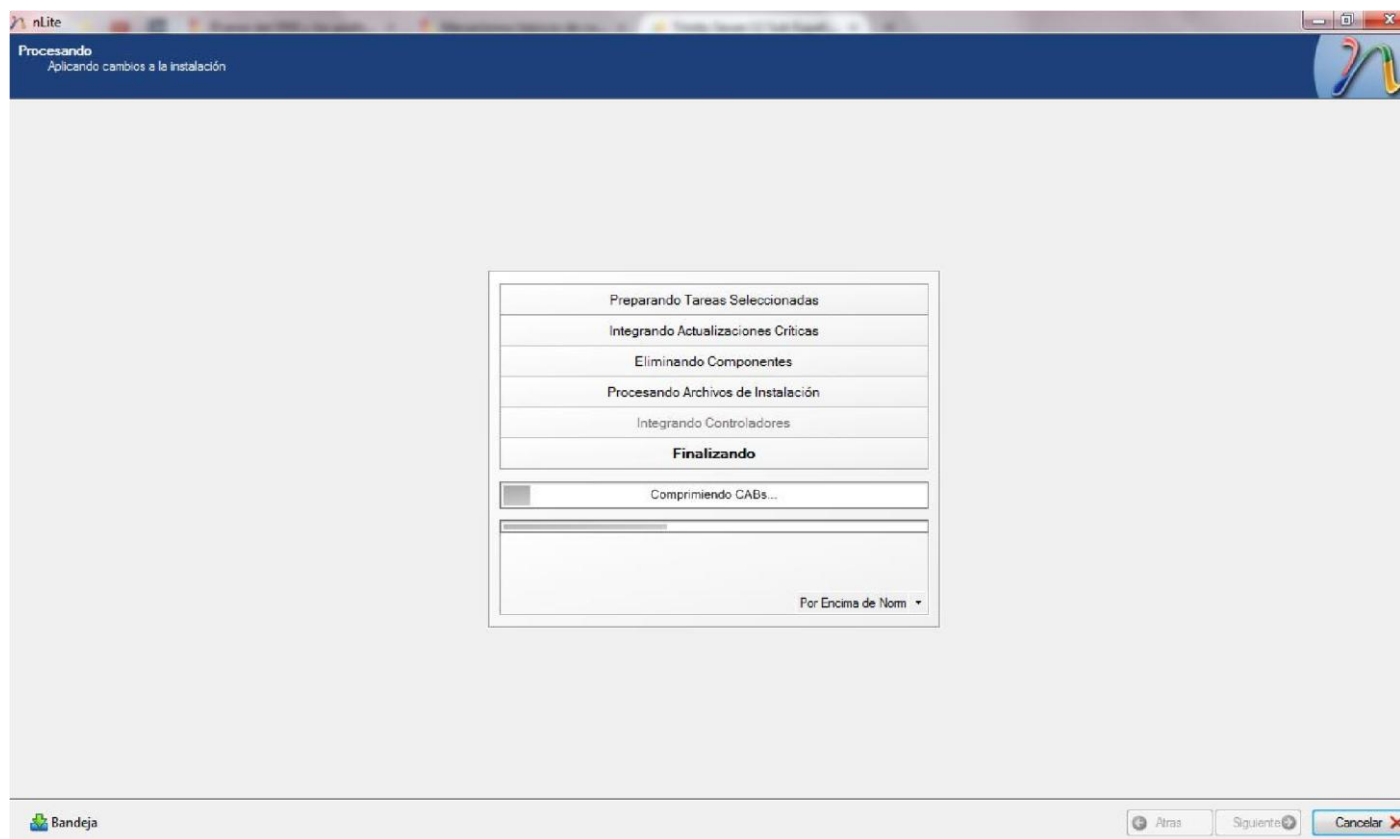 nLite
Procesando
Aplicando cambios a la instalación
Preparando Tareas Seleccionadas
Integrando Actualizaciones Críticas
Eliminando Componentes
Procesando Archivos de Instalación
Integrando Controladores
Finalizando
Comprimiendo CABs...
Por Encima de Norm
Bandeja
Atras
Siguiente
Cancelar